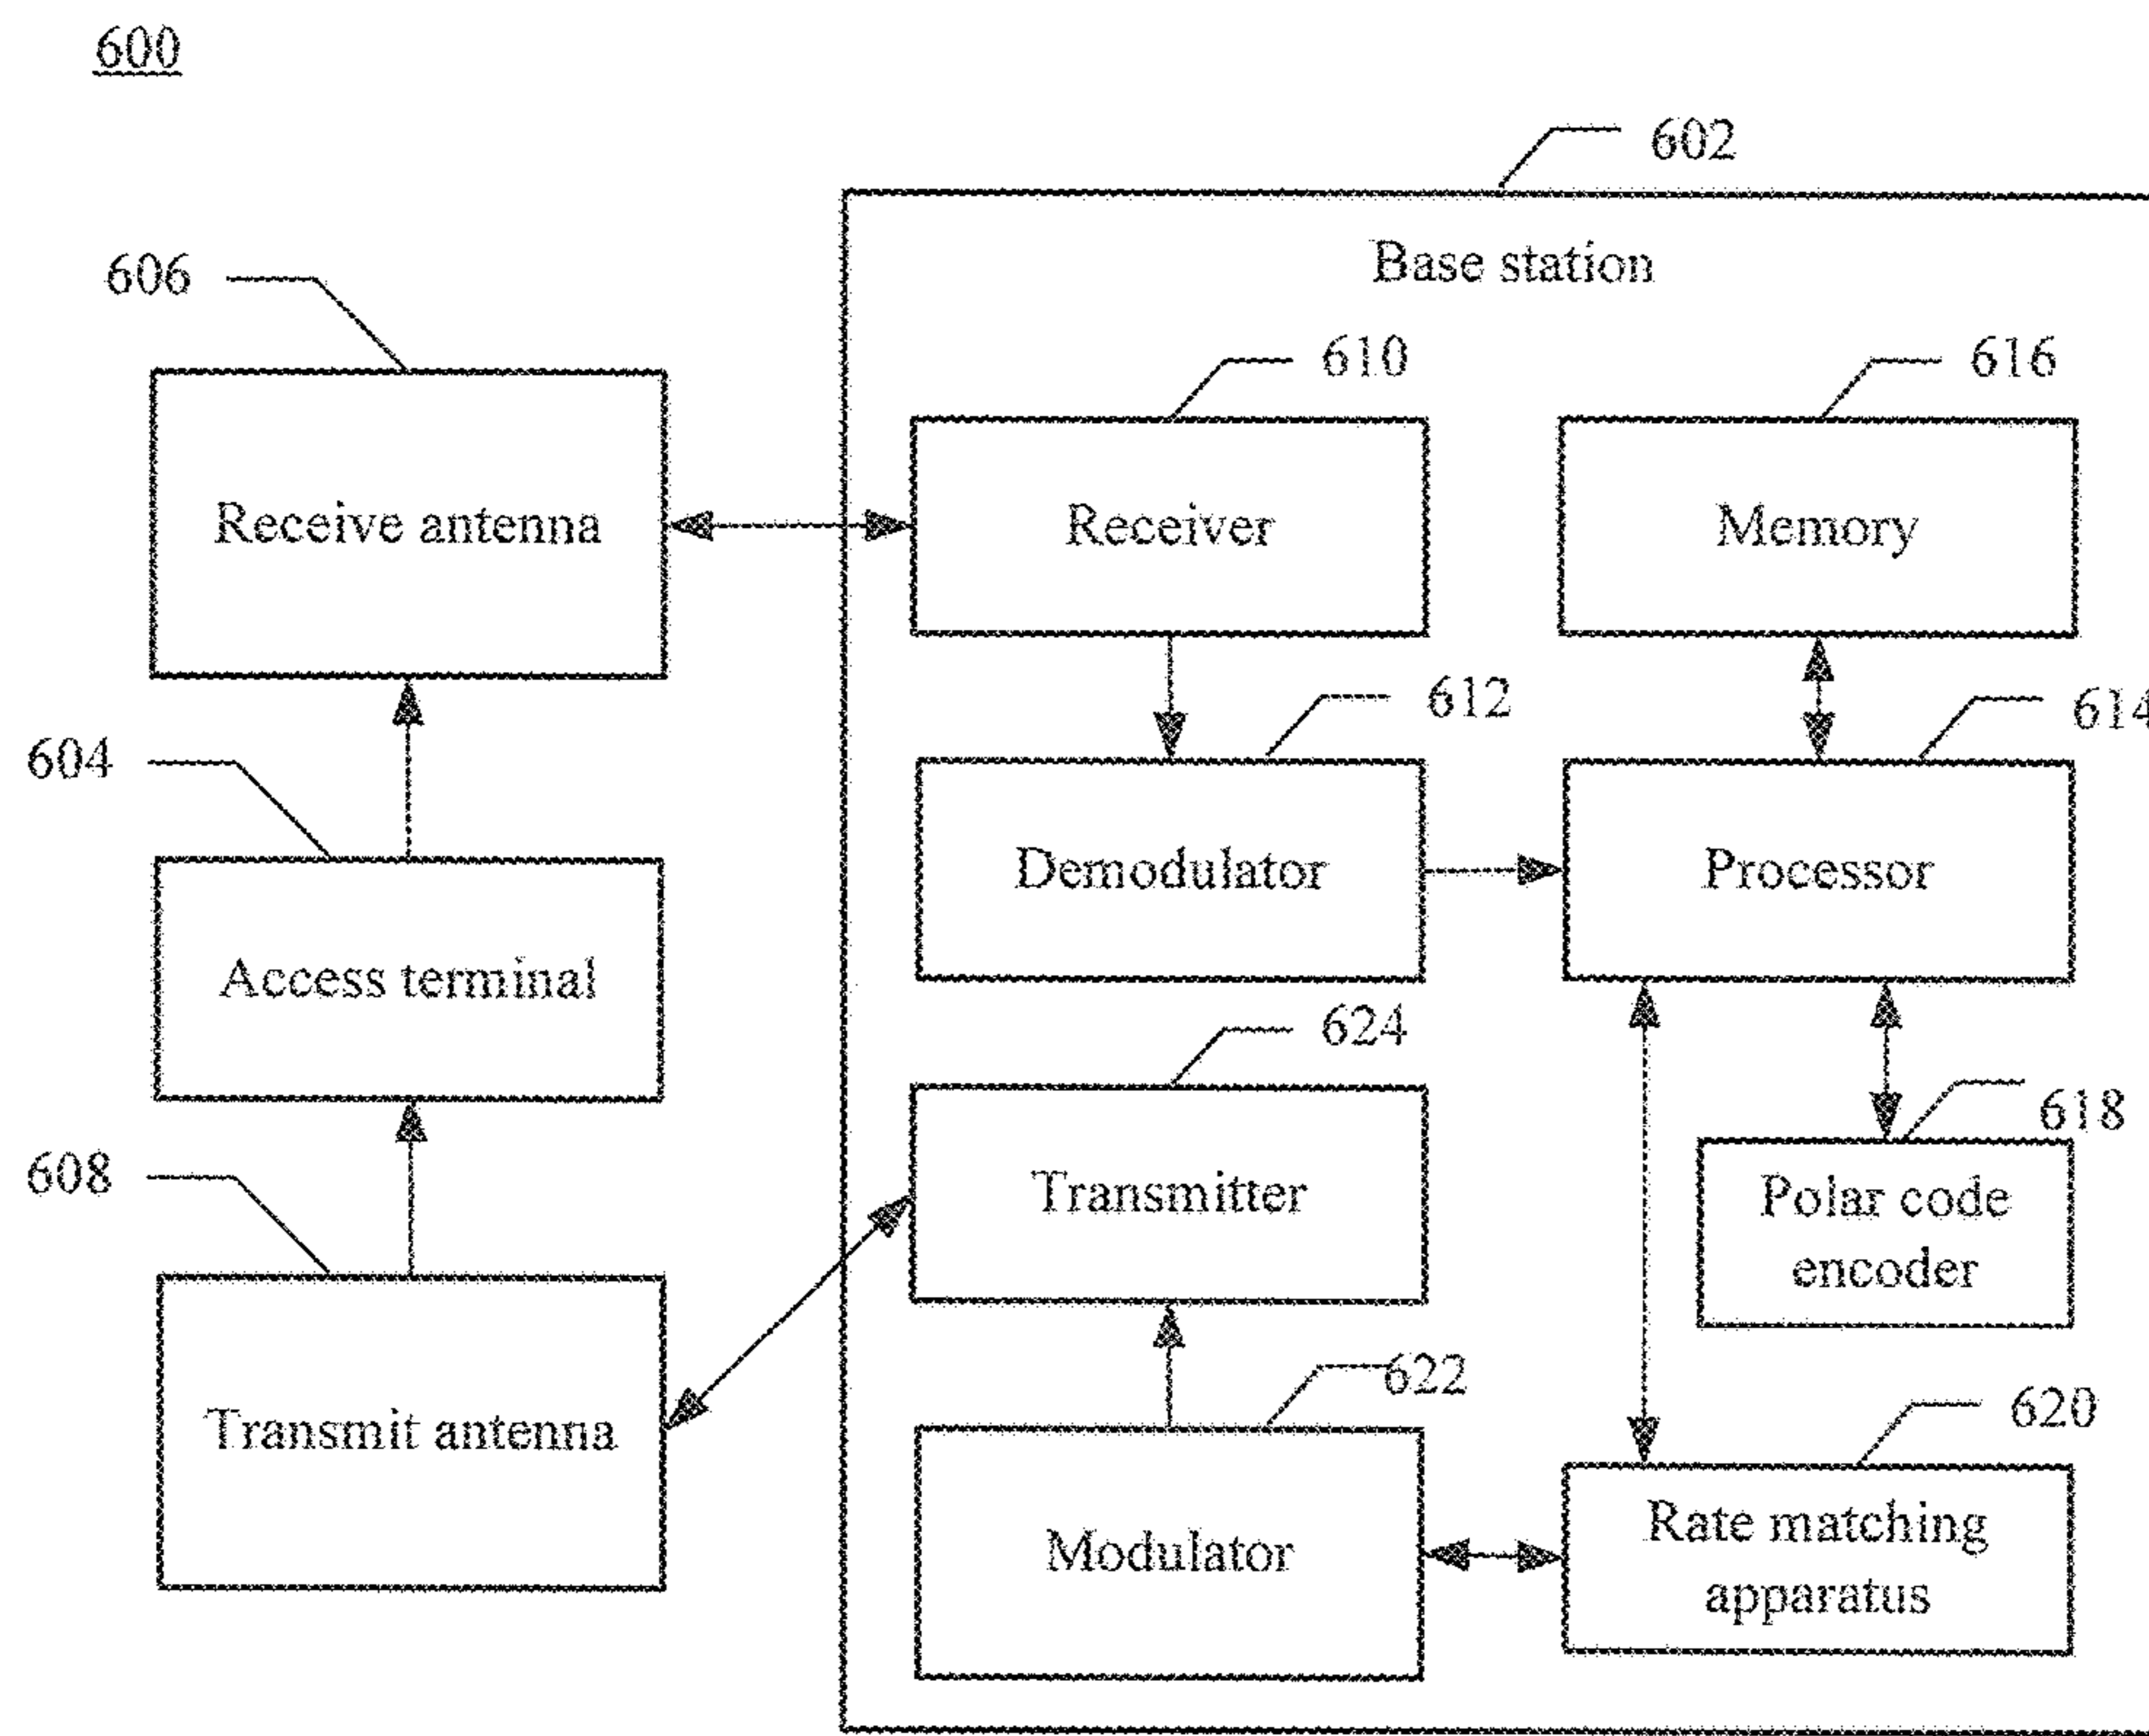 600
602
Base station
606
610
616
Receive antenna
Receiver
Memory
612
614
604
Demodulator
Processor
Access terminal
624
618
608
Transmitter
Polar code
encoder
622
620
Transmit antenna
Modulator
Rate matching
apparatus